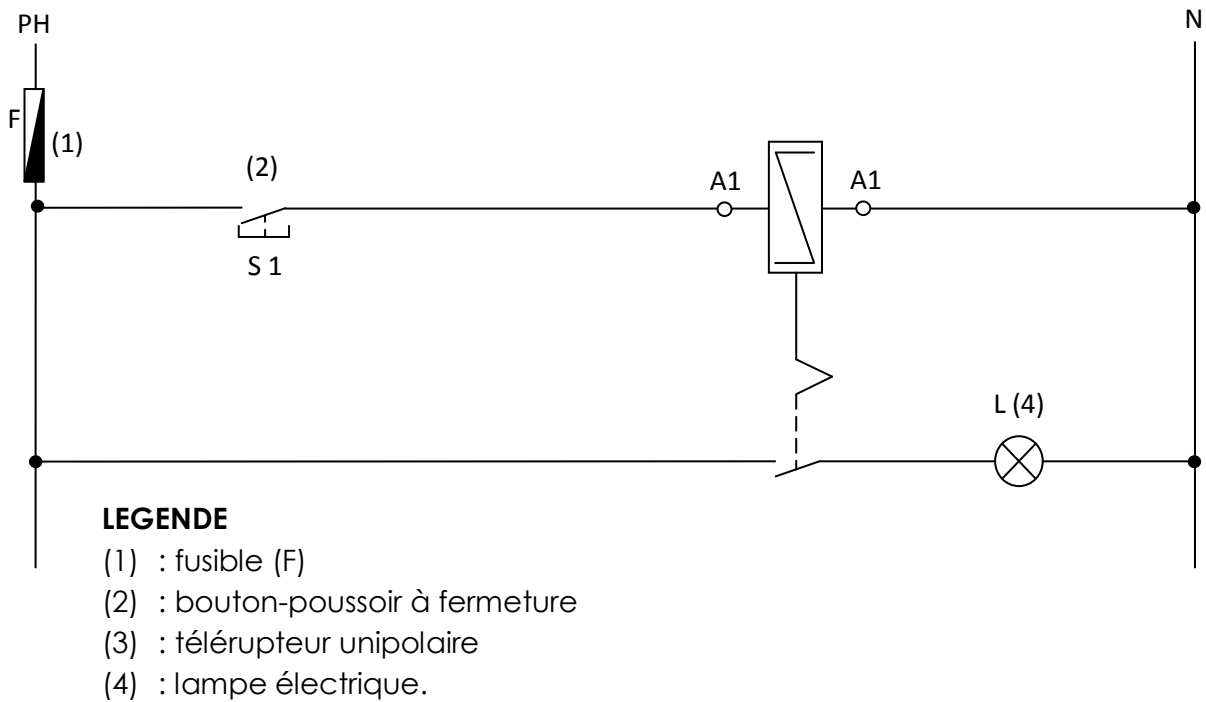 PH
N
F
(1)
(2)
A1
A1
S 1
L (4)
LEGENDE
(1) : fusible (F)
(2) : bouton-poussoir à fermeture
(3) : télérupteur unipolaire
(4) : lampe électrique.